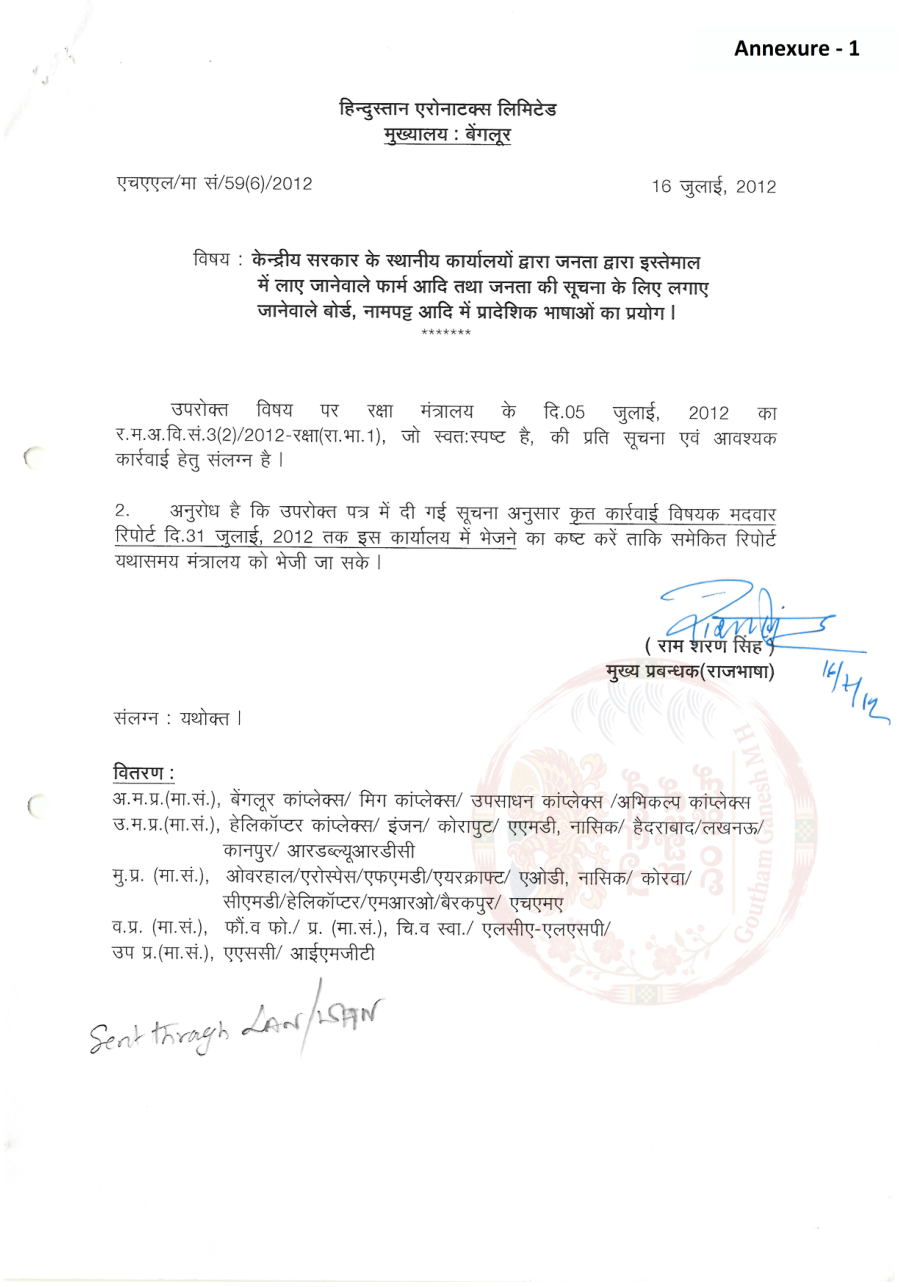 Annexure - 1
हिन्दुस्तान एरोनाटक्स लिमिटेड
मुख्यालय : बेंगलूर
एचएएल/मा सं/59(6)/2012
16 जुलाई, 2012
विषय : केन्द्रीय सरकार के स्थानीय कार्यालयों द्वारा जनता द्वारा इस्तेमाल
में लाए जानेवाले फार्म आदि तथा जनता की सूचना के लिए लगाए
जानेवाले बोर्ड, नामपट्ट आदि में प्रादेशिक भाषाओं का प्रयोग।
*******
उपरोक्त विषय पर रक्षा मंत्रालय के दि.05 जुलाई, 2012 का
र.म.अ.वि.सं.3(2)/2012-रक्षा(रा.भा.1), जो स्वतःस्पष्ट है, की प्रति सूचना एवं आवश्यक
कार्रवाई हेतु संलग्न है।
2. अनुरोध है कि उपरोक्त पत्र में दी गई सूचना अनुसार कृत कार्रवाई विषयक मदवार
रिपोर्ट दि.31 जुलाई, 2012 तक इस कार्यालय में भेजने का कष्ट करें ताकि समेकित रिपोर्ट
यथासमय मंत्रालय को भेजी जा सके।
( राम शरण सिंह )
मुख्य प्रबन्धक(राजभाषा)
16/7/12
संलग्न : यथोक्त।
वितरण :
अ.म.प्र.(मा.सं.), बेंगलूर कांप्लेक्स/ मिग कांप्लेक्स/ उपसाधन कांप्लेक्स /अभिकल्प कांप्लेक्स
उ.म.प्र.(मा.सं.), हेलिकॉप्टर कांप्लेक्स/ इंजन/ कोरापुट/ एएमडी, नासिक/ हैदराबाद/लखनऊ/
कानपुर/ आरडब्ल्यूआरडीसी
मु.प्र. (मा.सं.), ओवरहाल/एरोस्पेस/एफएमडी/एयरक्राफ्ट/ एओडी, नासिक/ कोरवा/
सीएमडी/हेलिकॉप्टर/एमआरओ/बैरकपुर/ एचएमए
व.प्र. (मा.सं.), फौं.व फो./ प्र. (मा.सं.), चि.व स्वा./ एलसीए-एलएसपी/
उप प्र.(मा.सं.), एएससी/ आईएमजीटी
Goutham Ganesh M H
Sent through LAN/WAN